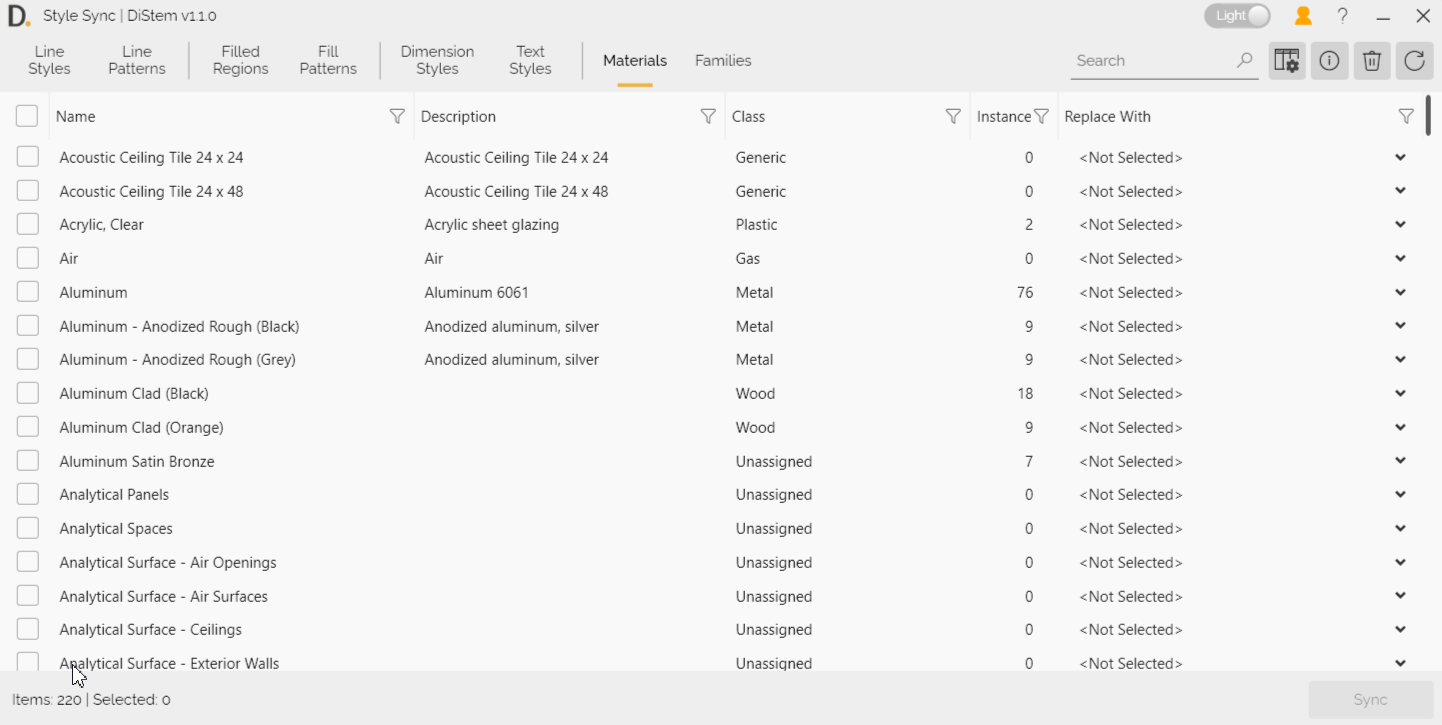 D. Style Sync | DiStem v1.1.0 Light ?
Line Styles Line Patterns Filled Regions Fill Patterns Dimension Styles Text Styles Materials Families Search
Name Description Class Instance Replace With
Acoustic Ceiling Tile 24 x 24 Acoustic Ceiling Tile 24 x 24 Generic 0 <Not Selected>
Acoustic Ceiling Tile 24 x 48 Acoustic Ceiling Tile 24 x 48 Generic 0 <Not Selected>
Acrylic, Clear Acrylic sheet glazing Plastic 2 <Not Selected>
Air Air Gas 0 <Not Selected>
Aluminum Aluminum 6061 Metal 76 <Not Selected>
Aluminum - Anodized Rough (Black) Anodized aluminum, silver Metal 9 <Not Selected>
Aluminum - Anodized Rough (Grey) Anodized aluminum, silver Metal 9 <Not Selected>
Aluminum Clad (Black) Wood 18 <Not Selected>
Aluminum Clad (Orange) Wood 9 <Not Selected>
Aluminum Satin Bronze Unassigned 7 <Not Selected>
Analytical Panels Unassigned 0 <Not Selected>
Analytical Spaces Unassigned 0 <Not Selected>
Analytical Surface - Air Openings Unassigned 0 <Not Selected>
Analytical Surface - Air Surfaces Unassigned 0 <Not Selected>
Analytical Surface - Ceilings Unassigned 0 <Not Selected>
Analytical Surface - Exterior Walls Unassigned 0 <Not Selected>
Items: 220 | Selected: 0 Sync